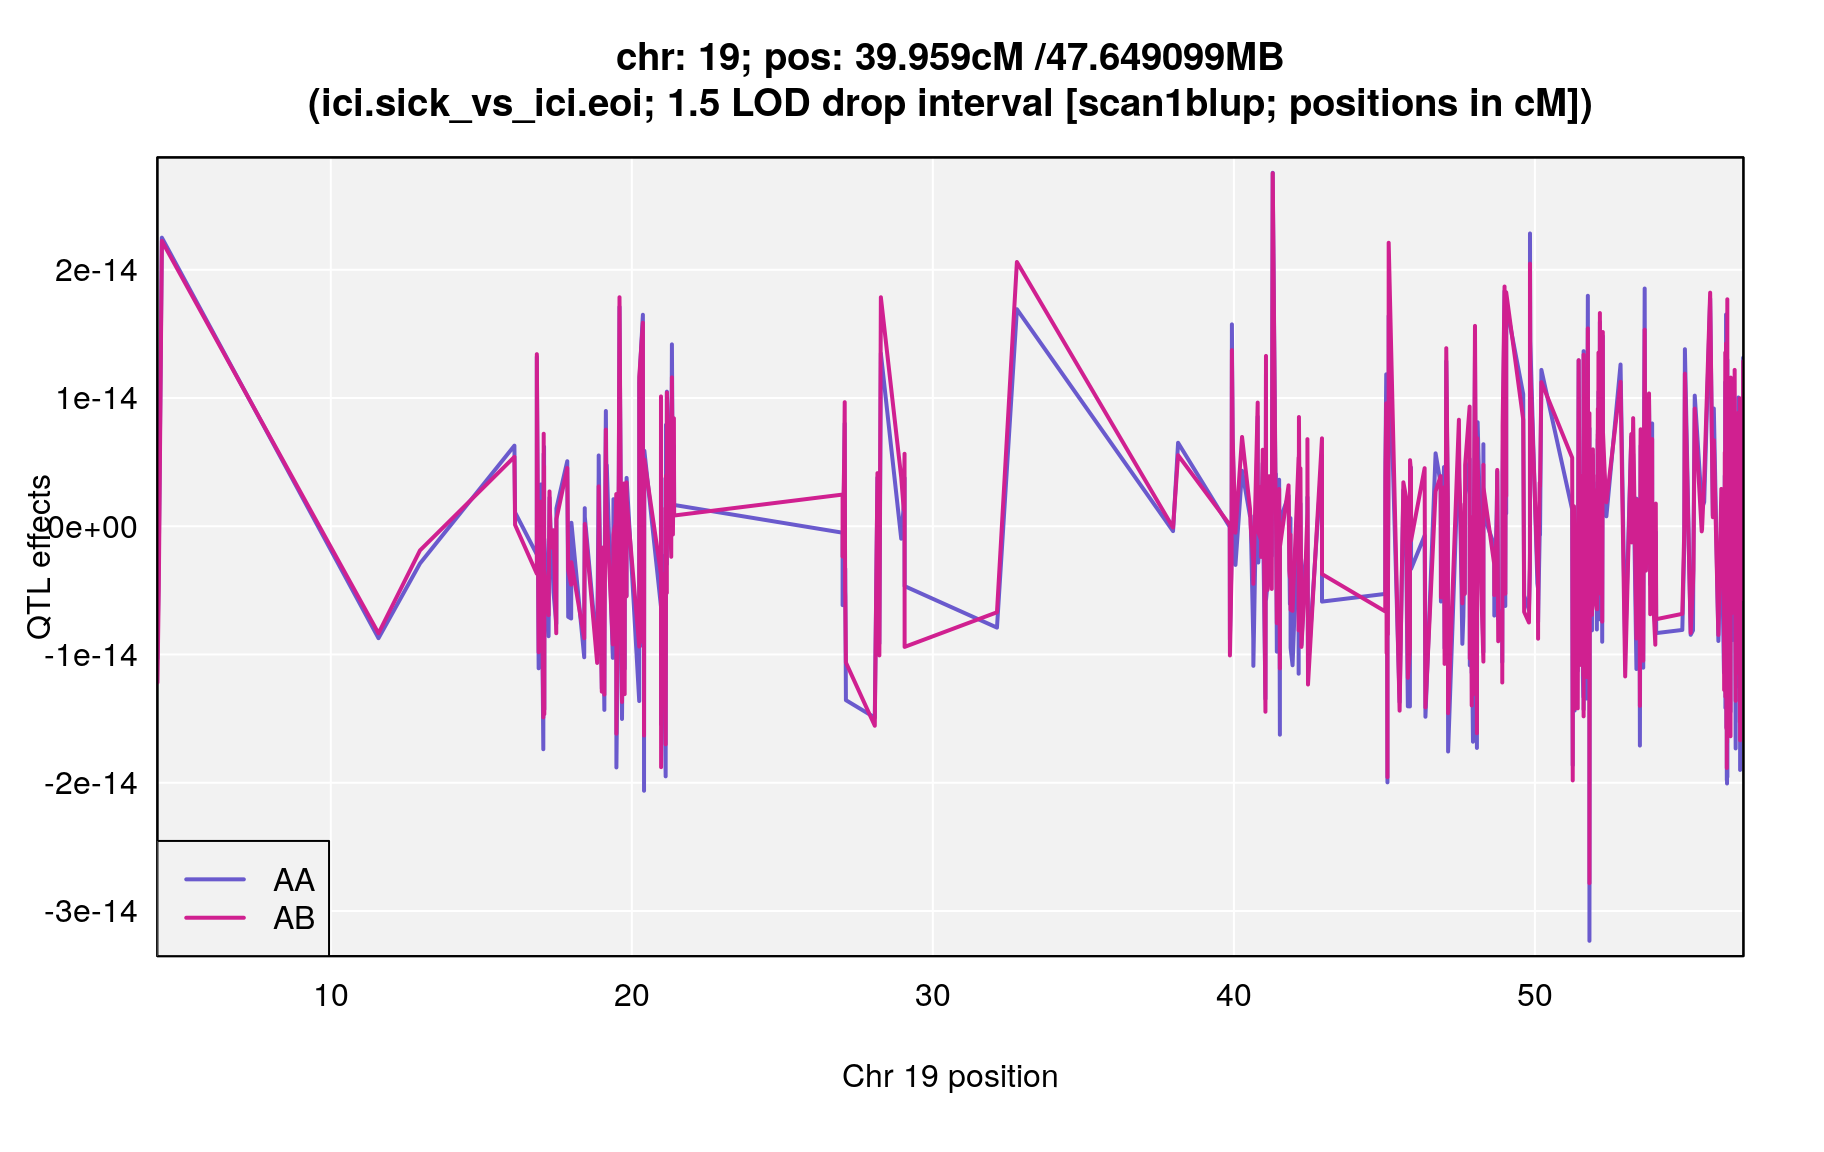 chr: 19; pos: 39.959cM /47.649099MB
(ici.sick_vs_ici.eoi; 1.5 LOD drop interval [scan1blup; positions in cM])
QTL effects
2e-14
1e-14
0e+00
-1e-14
-2e-14
-3e-14
AA
AB
10 20 30 40 50
Chr 19 position